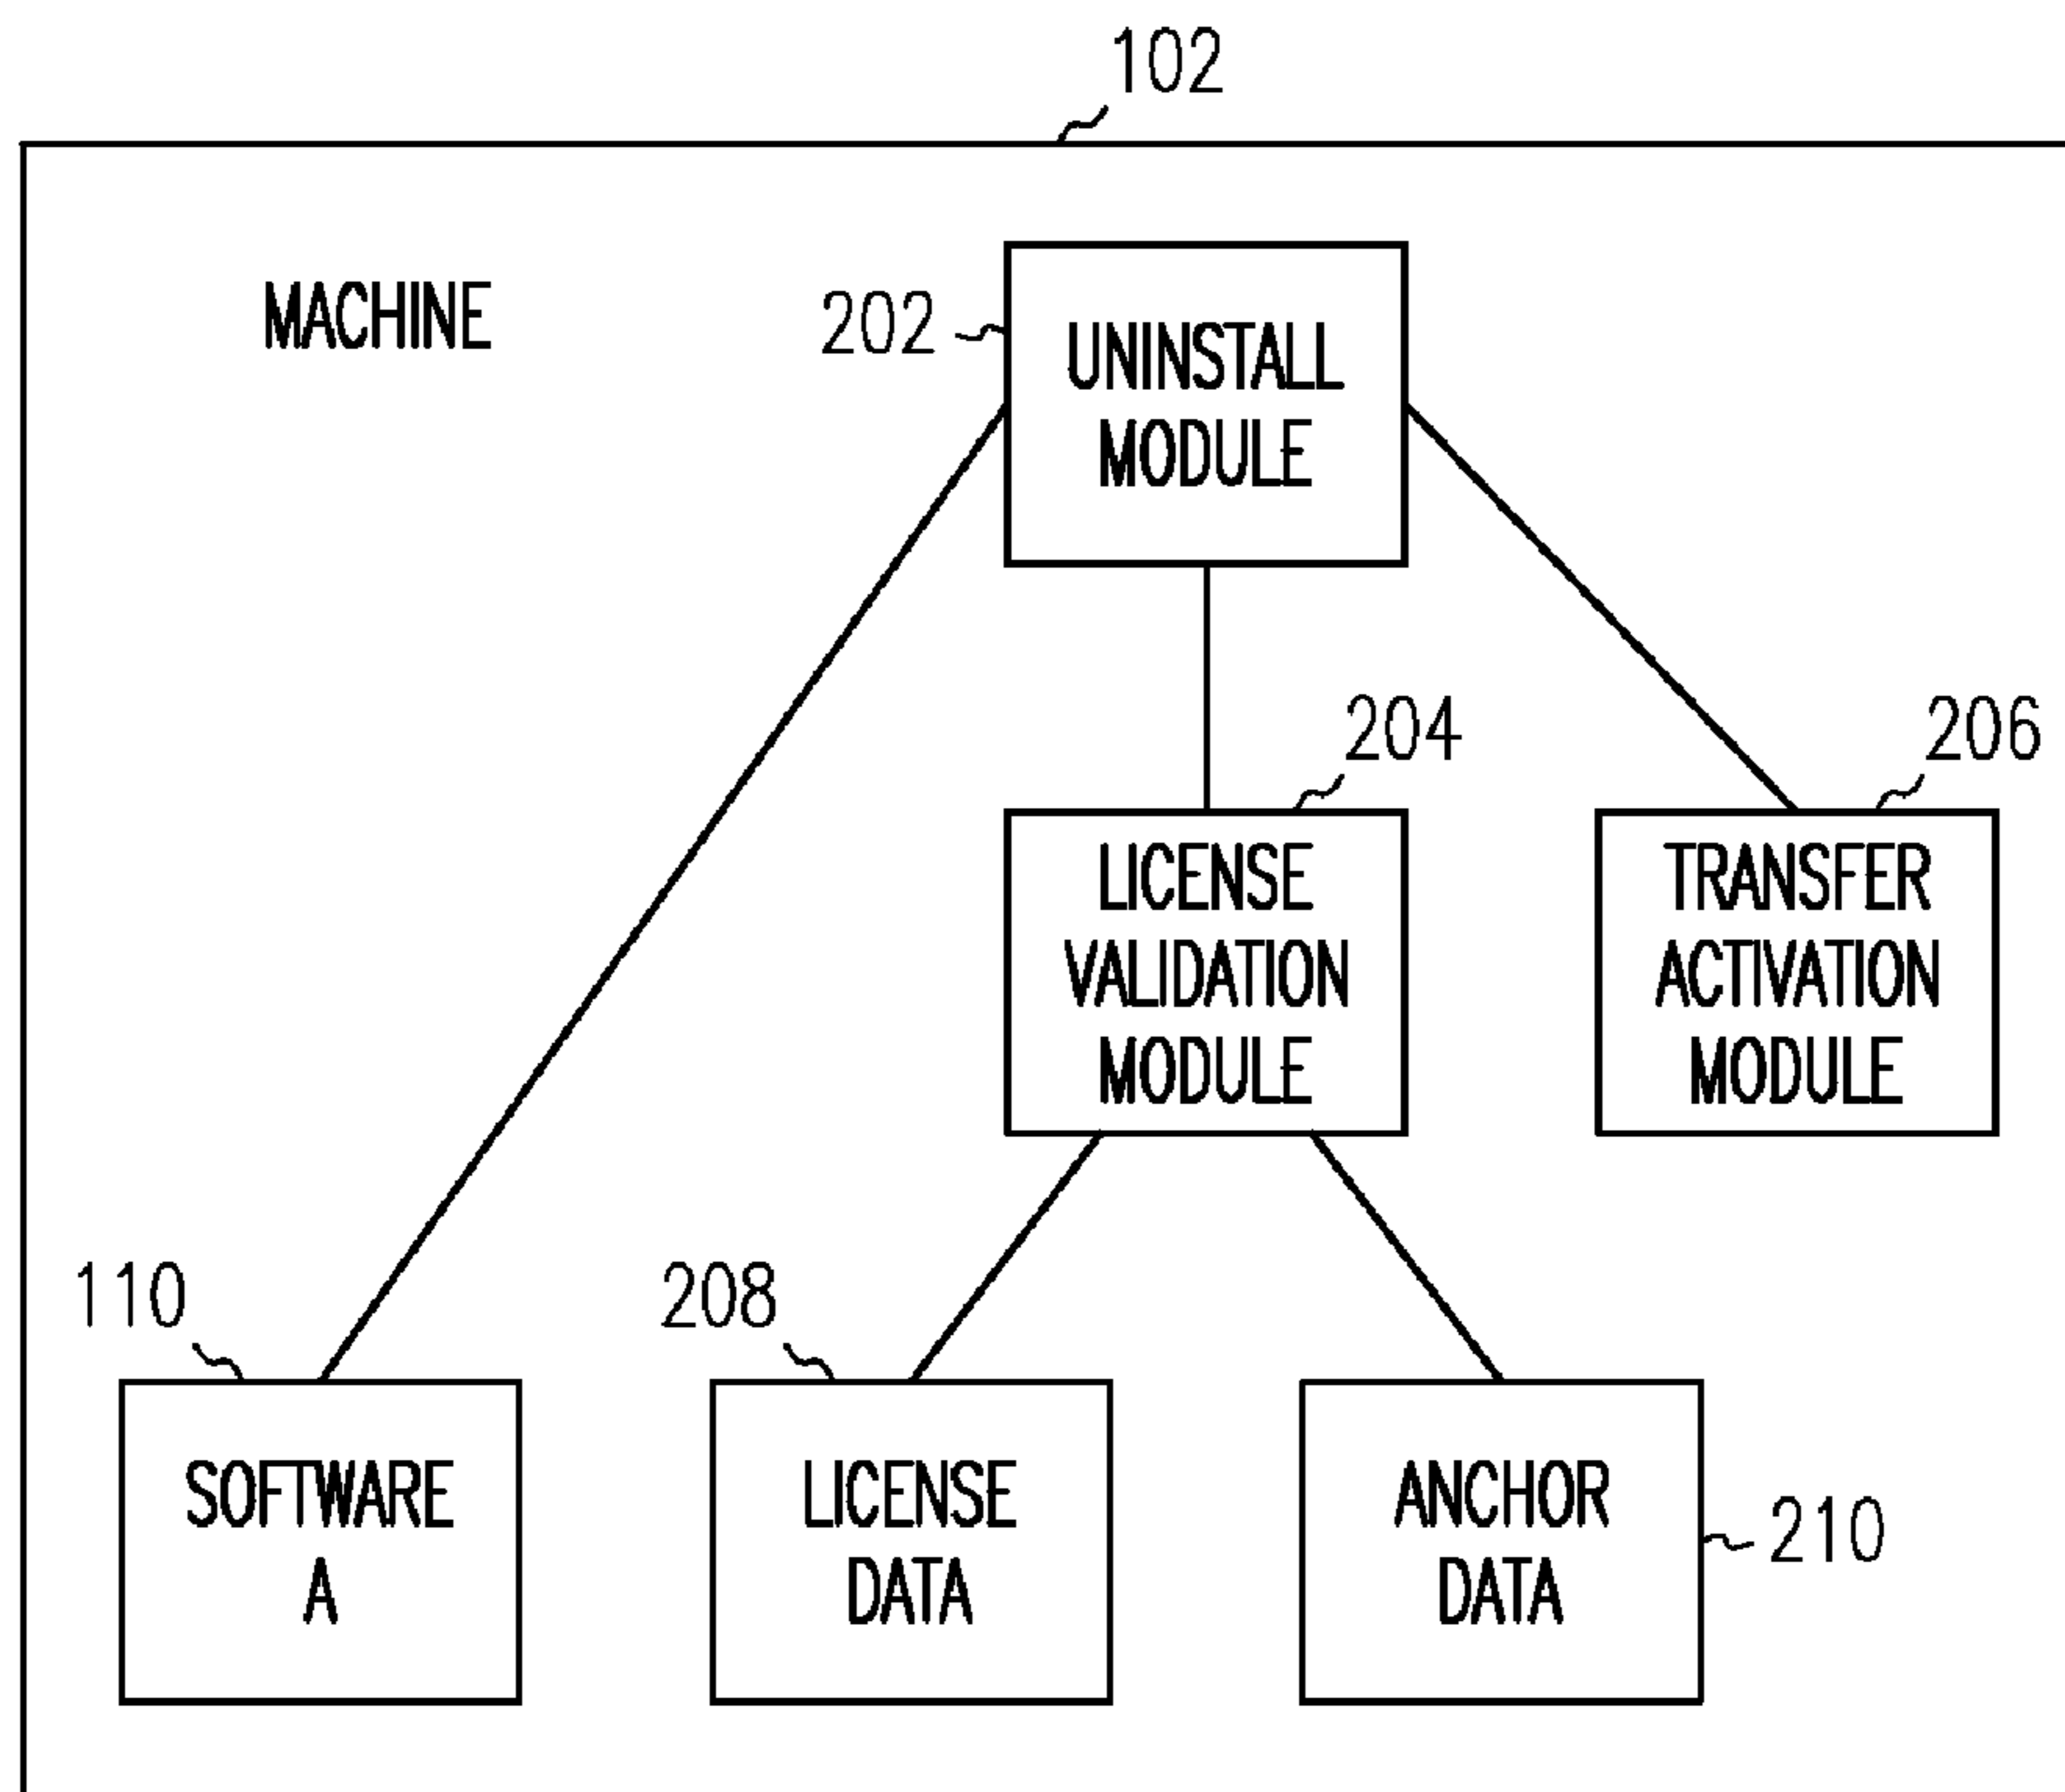 102
MACHINE
202
UNINSTALL
MODULE
204
206
LICENSE
VALIDATION
MODULE
TRANSFER
ACTIVATION
MODULE
110
208
SOFTWARE
A
LICENSE
DATA
ANCHOR
DATA
210